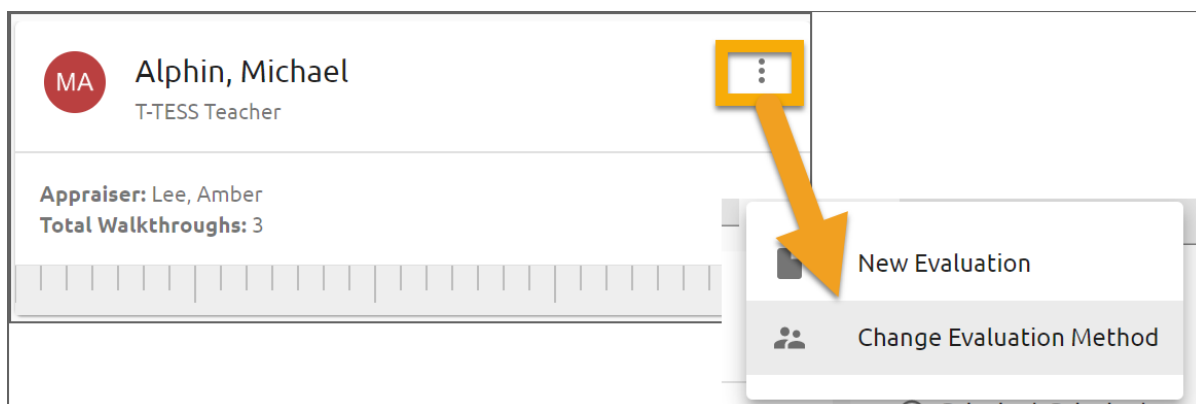 MA
Alphin, Michael
T-TESS Teacher
Appraiser: Lee, Amber
Total Walkthroughs: 3
New Evaluation
Change Evaluation Method